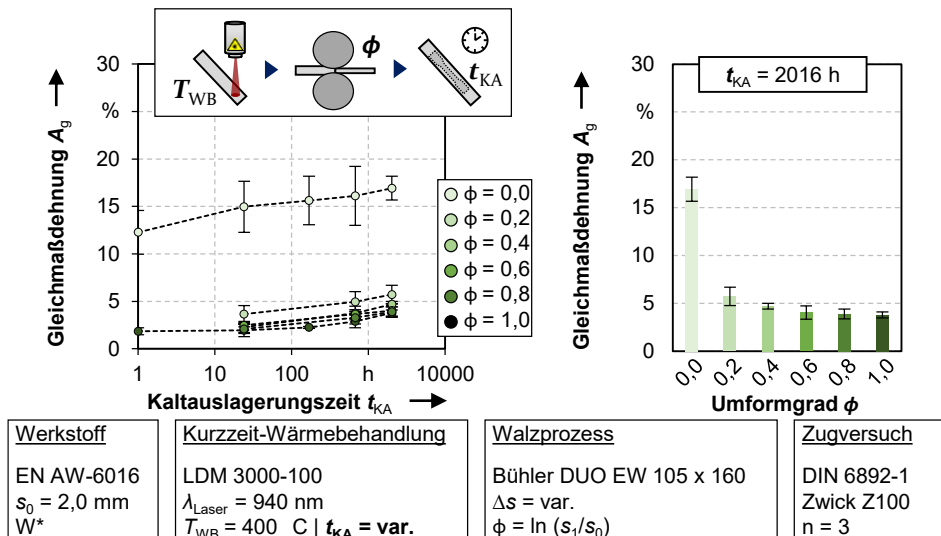 T_WB
ϕ
t_KA
Gleichmaßdehnung A_g
30
%
20
15
10
5
0
1
10
100
h
10000
Kaltauslagerungszeit t_KA
ϕ = 0,0
ϕ = 0,2
ϕ = 0,4
ϕ = 0,6
ϕ = 0,8
ϕ = 1,0
Gleichmaßdehnung A_g
t_KA = 2016 h
30
%
20
15
10
5
0
0,0
0,2
0,4
0,6
0,8
1,0
Umformgrad ϕ
Werkstoff
EN AW-6016
s_0 = 2,0 mm
W*
Kurzzeit-Wärmebehandlung
LDM 3000-100
λ_Laser = 940 nm
T_WB = 400 C | t_KA = var.
Walzprozess
Bühler DUO EW 105 x 160
Δs = var.
ϕ = ln (s_1/s_0)
Zugversuch
DIN 6892-1
Zwick Z100
n = 3